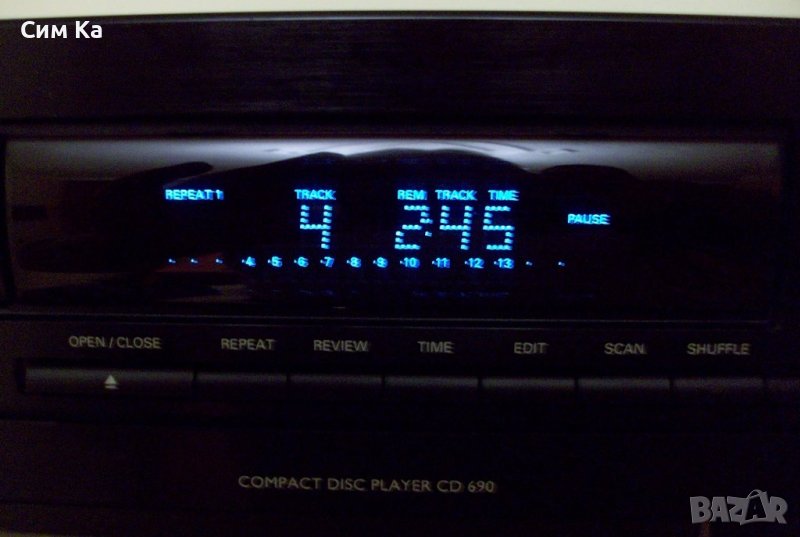 Сим Ка
REPEAT 1 TRACK REM TRACK TIME
4 2:45 PAUSE
4 5 6 7 8 9 10 11 12 13
OPEN / CLOSE REPEAT REVIEW TIME EDIT SCAN SHUFFLE
COMPACT DISC PLAYER CD 690
BAZAR